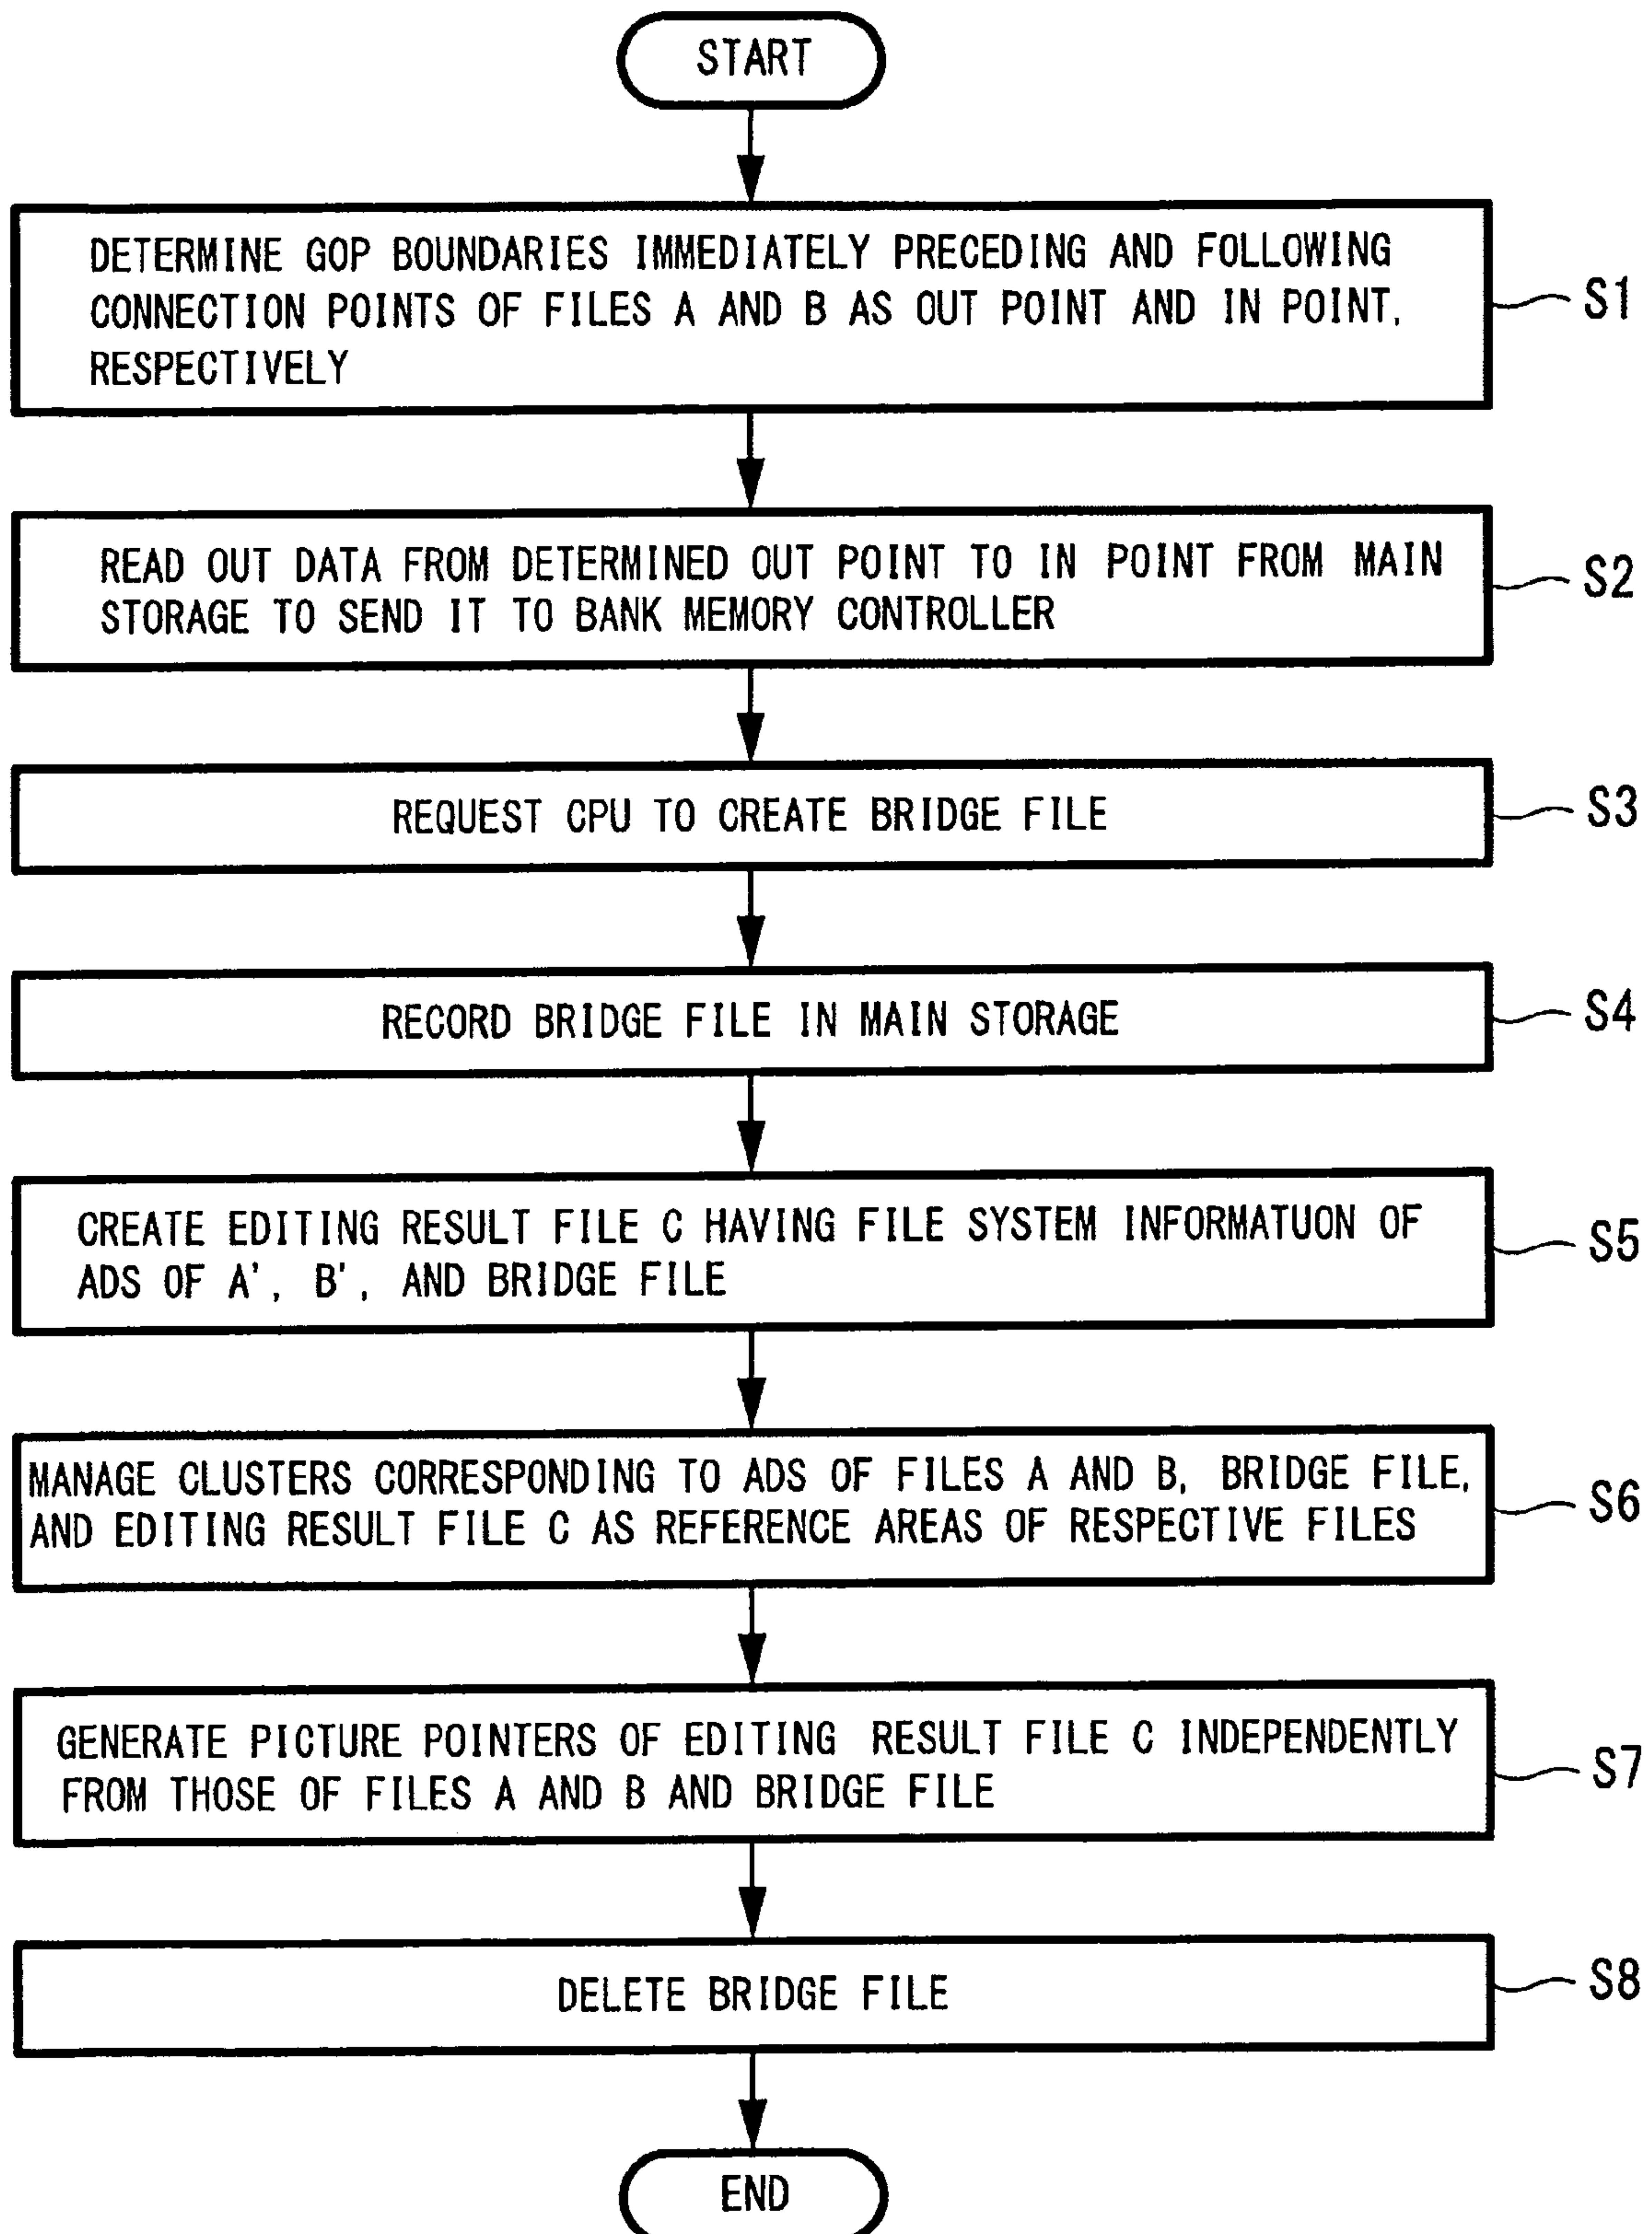 START
DETERMINE GOP BOUNDARIES IMMEDIATELY PRECEDING AND FOLLOWING
CONNECTION POINTS OF FILES A AND B AS OUT POINT AND IN POINT,
RESPECTIVELY
S1
READ OUT DATA FROM DETERMINED OUT POINT TO IN POINT FROM MAIN
STORAGE TO SEND IT TO BANK MEMORY CONTROLLER
S2
REQUEST CPU TO CREATE BRIDGE FILE
S3
RECORD BRIDGE FILE IN MAIN STORAGE
S4
CREATE EDITING RESULT FILE C HAVING FILE SYSTEM INFORMATUON OF
ADS OF A', B', AND BRIDGE FILE
S5
MANAGE CLUSTERS CORRESPONDING TO ADS OF FILES A AND B, BRIDGE FILE,
AND EDITING RESULT FILE C AS REFERENCE AREAS OF RESPECTIVE FILES
S6
GENERATE PICTURE POINTERS OF EDITING RESULT FILE C INDEPENDENTLY
FROM THOSE OF FILES A AND B AND BRIDGE FILE
S7
DELETE BRIDGE FILE
S8
END